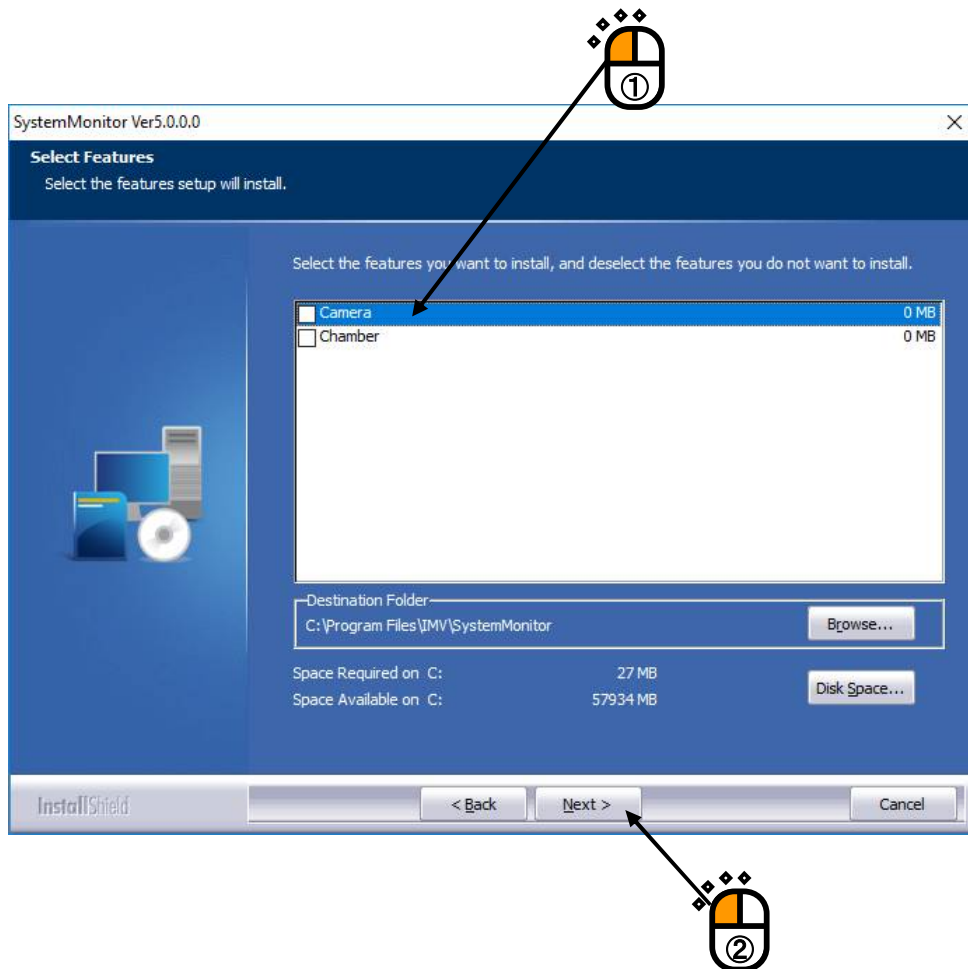 ①
SystemMonitor Ver5.0.0.0
Select Features
Select the features setup will install.
Select the features you want to install, and deselect the features you do not want to install.
Camera 0 MB
Chamber 0 MB
Destination Folder
C:\Program Files\IMV\SystemMonitor
Browse...
Space Required on C: 27 MB
Disk Space...
Space Available on C: 57934 MB
InstallShield
< Back
Next >
Cancel
②